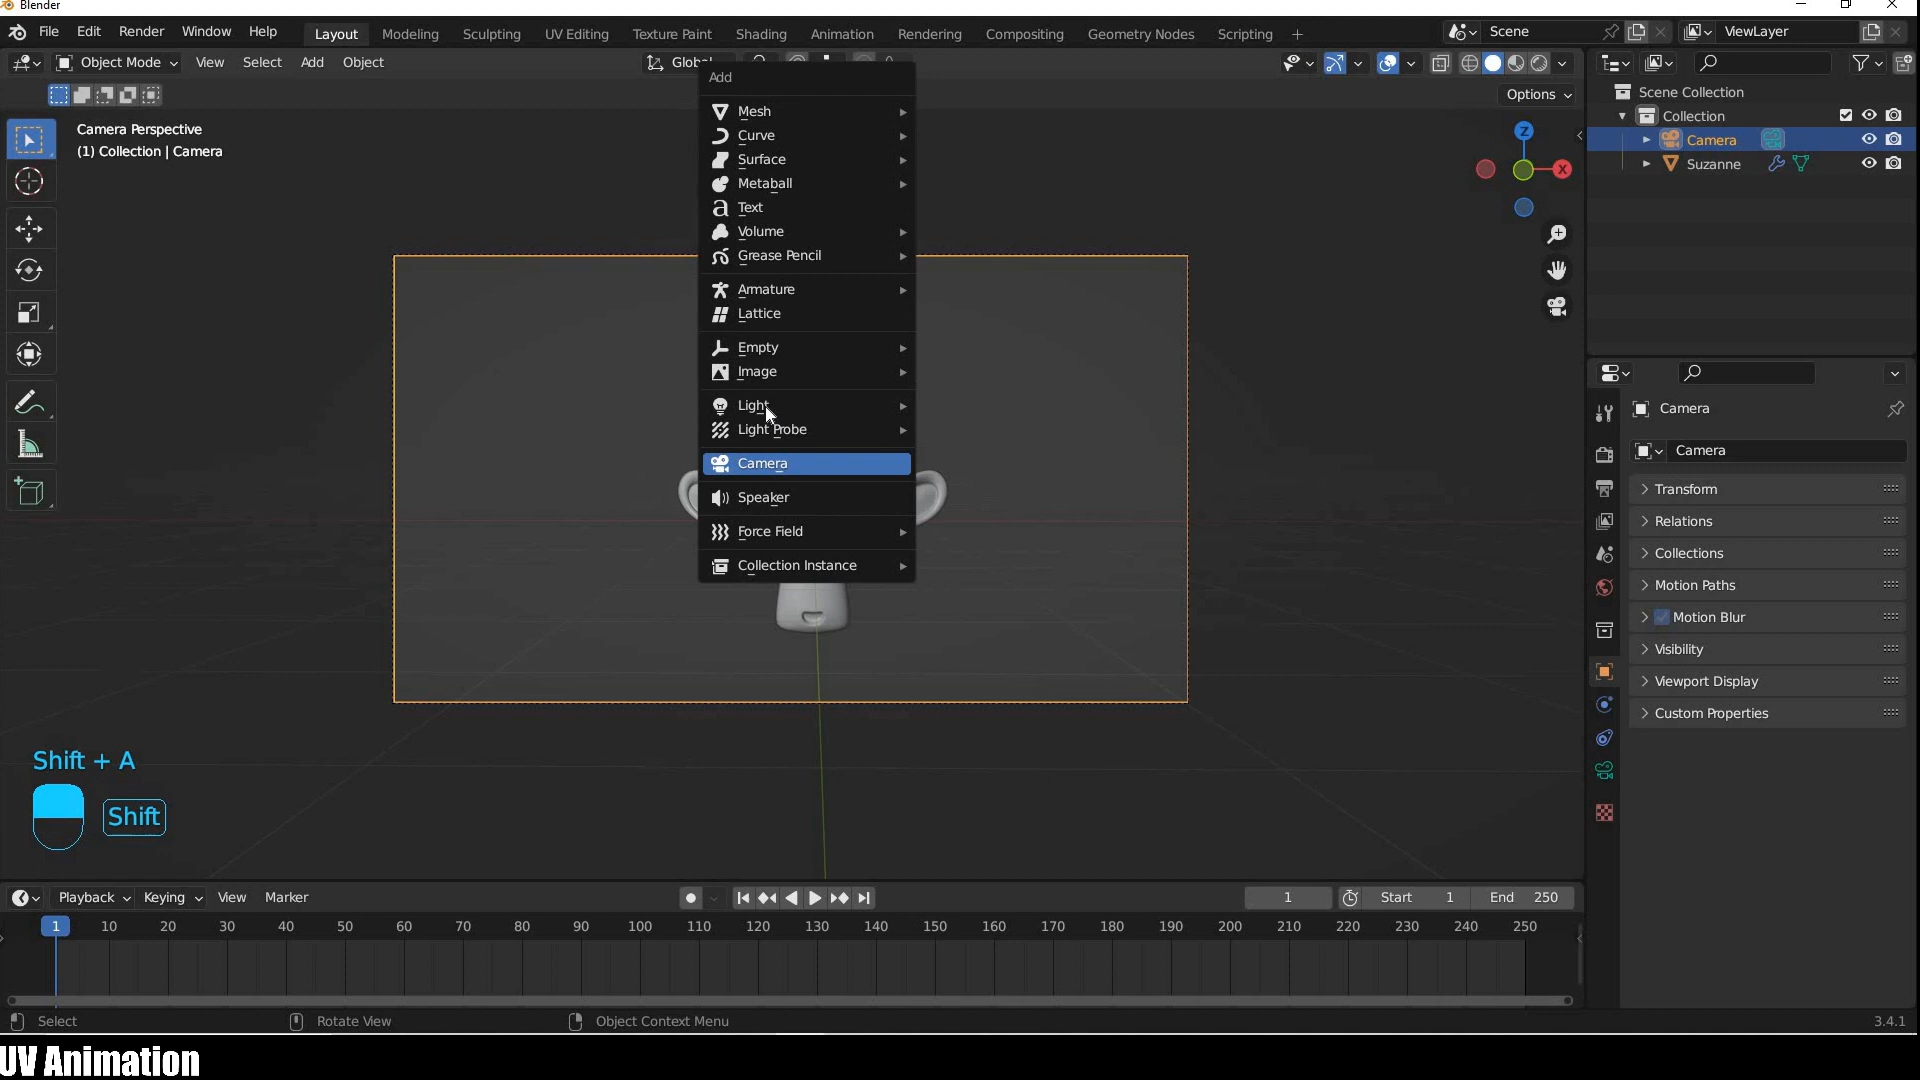 Blender
File Edit Render Window Help
Layout Modeling Sculpting UV Editing Texture Paint Shading Animation Rendering Compositing Geometry Nodes Scripting +
Scene
ViewLayer
Object Mode View Select Add Object
Global
Options
Camera Perspective
(1) Collection | Camera
Z
X
Add
Mesh
Curve
Surface
Metaball
Text
Volume
Grease Pencil
Armature
Lattice
Empty
Image
Light
Light Probe
Camera
Speaker
Force Field
Collection Instance
Shift + A
Shift
Scene Collection
Collection
Camera
Suzanne
Camera
Camera
Transform
Relations
Collections
Motion Paths
Motion Blur
Visibility
Viewport Display
Custom Properties
Playback Keying View Marker
1
Start 1 End 250
1 10 20 30 40 50 60 70 80 90 100 110 120 130 140 150 160 170 180 190 200 210 220 230 240 250
Select
Rotate View
Object Context Menu
3.4.1
UV Animation